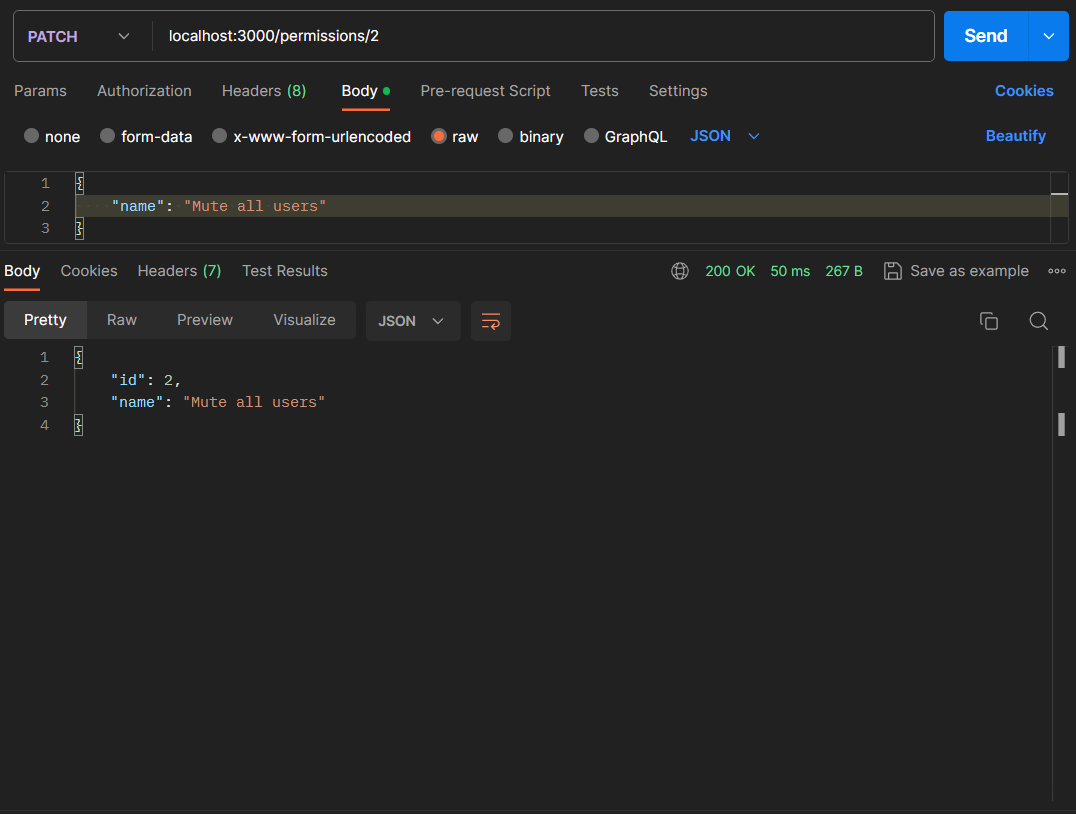 PATCH localhost:3000/permissions/2 Send
Params Authorization Headers (8) Body Pre-request Script Tests Settings Cookies
none form-data x-www-form-urlencoded raw binary GraphQL JSON Beautify
1 {
2 "name": "Mute all users"
3 }
Body Cookies Headers (7) Test Results 200 OK 50 ms 267 B Save as example
Pretty Raw Preview Visualize JSON
1 {
2 "id": 2,
3 "name": "Mute all users"
4 }